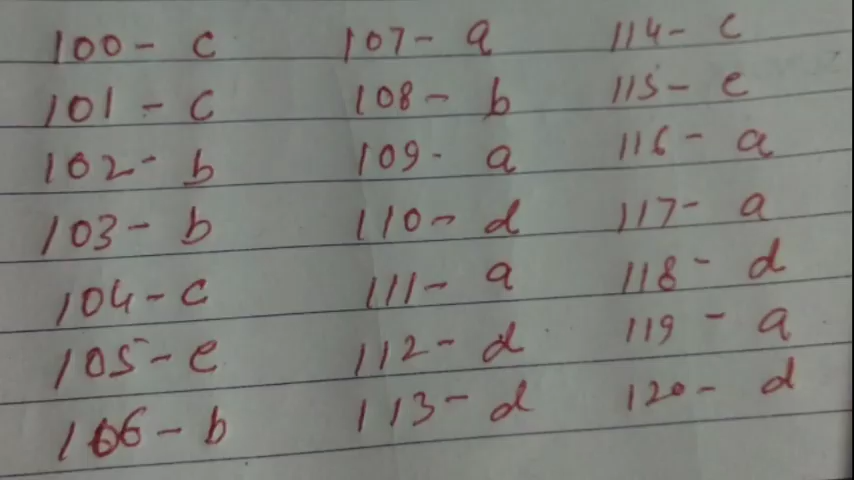 100- c 107- a 114- c
101- c 108- b 115- e
102- b 109- a 116- a
103- b 110- d 117- a
104- c 111- a 118- d
105- e 112- d 119- a
106- b 113- d 120- d